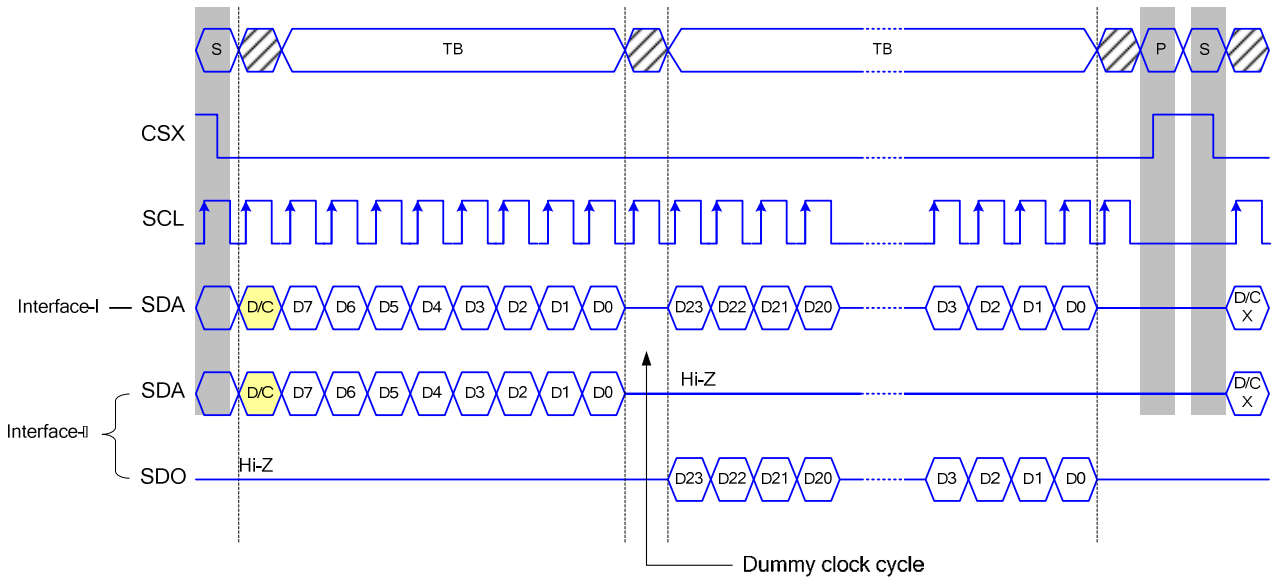 S TB TB P S
CSX
SCL
Interface-I SDA D/C D7 D6 D5 D4 D3 D2 D1 D0 D23 D22 D21 D20 D3 D2 D1 D0 D/C X
SDA D/C D7 D6 D5 D4 D3 D2 D1 D0 Hi-Z D/C X
Interface-▯
SDO Hi-Z D23 D22 D21 D20 D3 D2 D1 D0
Dummy clock cycle